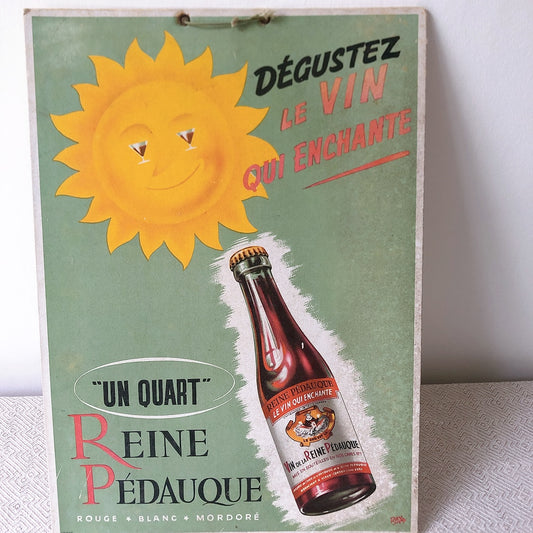 DÉGUSTEZ
LE VIN
QUI ENCHANTE
"UN QUART"
REINE
PÉDAUQUE
ROUGE + BLANC + MORDORÉ
REINE PÉDAUQUE
LE VIN QUI ENCHANTE
VIN DE LA REINE PÉDAUQUE